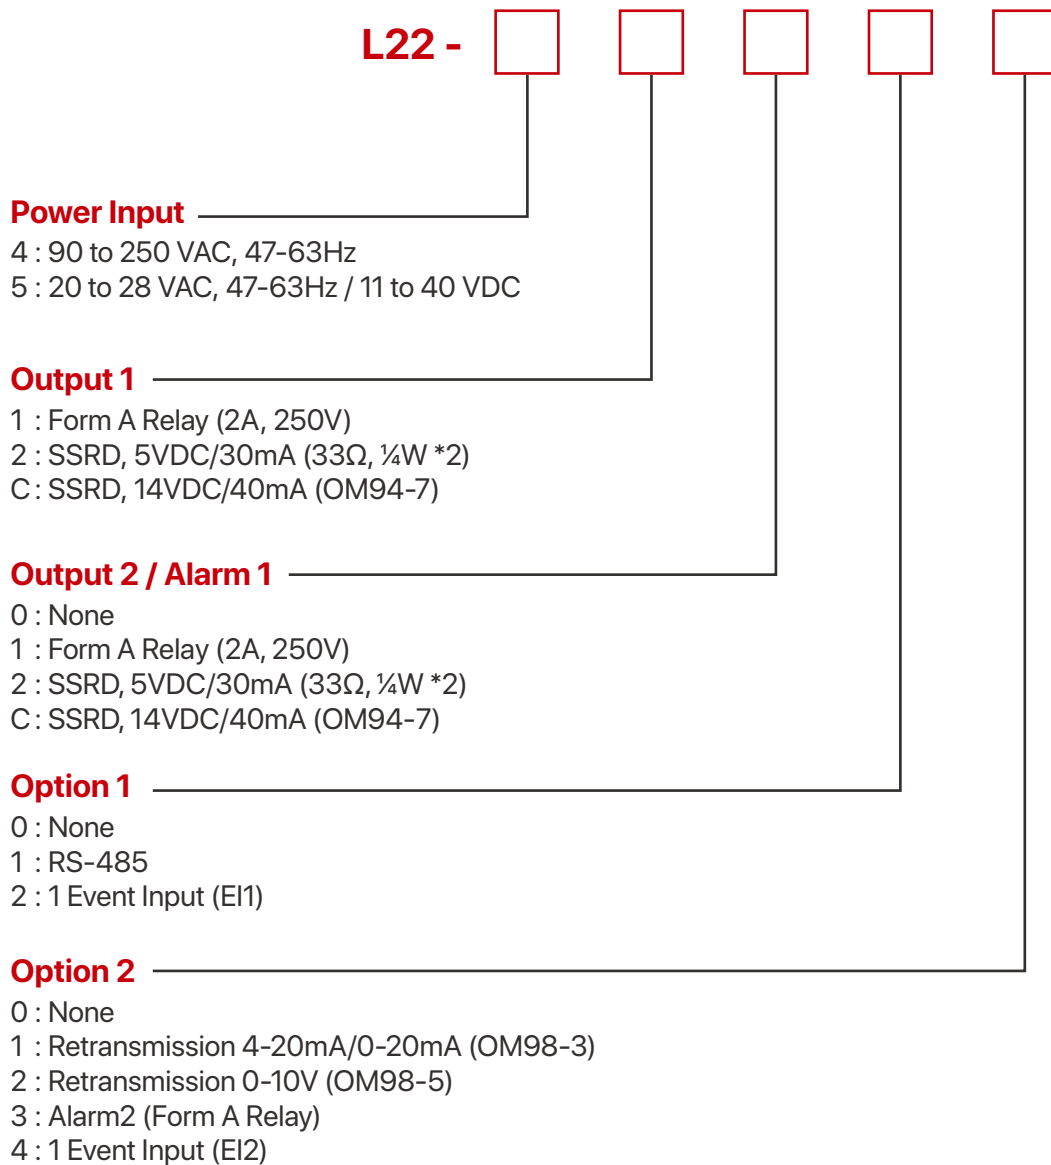 L22 -
Power Input
4 : 90 to 250 VAC, 47-63Hz
5 : 20 to 28 VAC, 47-63Hz / 11 to 40 VDC
Output 1
1 : Form A Relay (2A, 250V)
2 : SSRD, 5VDC/30mA (33Ω, ¼W *2)
C : SSRD, 14VDC/40mA (OM94-7)
Output 2 / Alarm 1
0 : None
1 : Form A Relay (2A, 250V)
2 : SSRD, 5VDC/30mA (33Ω, ¼W *2)
C : SSRD, 14VDC/40mA (OM94-7)
Option 1
0 : None
1 : RS-485
2 : 1 Event Input (EI1)
Option 2
0 : None
1 : Retransmission 4-20mA/0-20mA (OM98-3)
2 : Retransmission 0-10V (OM98-5)
3 : Alarm2 (Form A Relay)
4 : 1 Event Input (EI2)